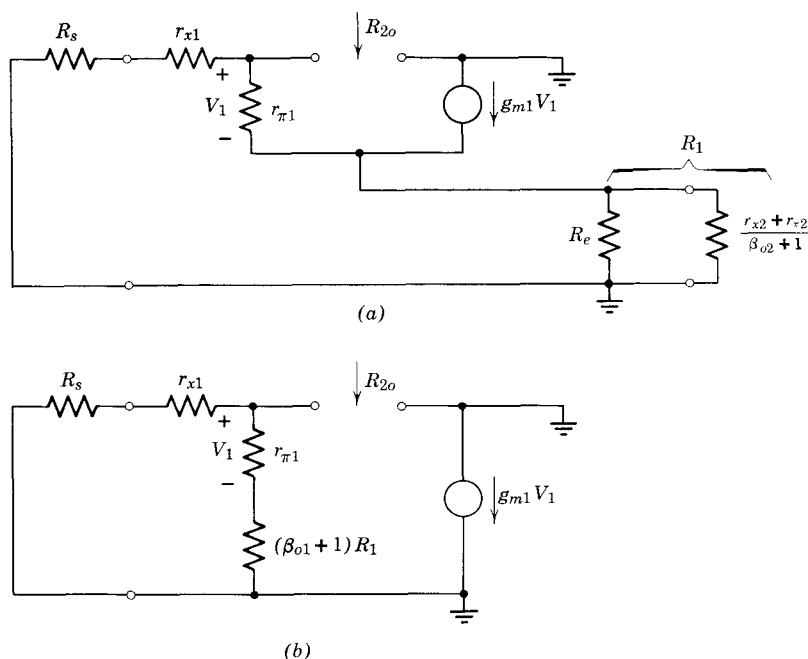 R_s
r_{x1}
R_{2o}
+
V_1
r_{π1}
−
g_{m1}V_1
R_1
R_e
\frac{r_{x2} + r_{π2}}{β_{o2} + 1}
(a)
R_s
r_{x1}
R_{2o}
+
V_1
r_{π1}
−
g_{m1}V_1
(β_{o1} + 1) R_1
(b)